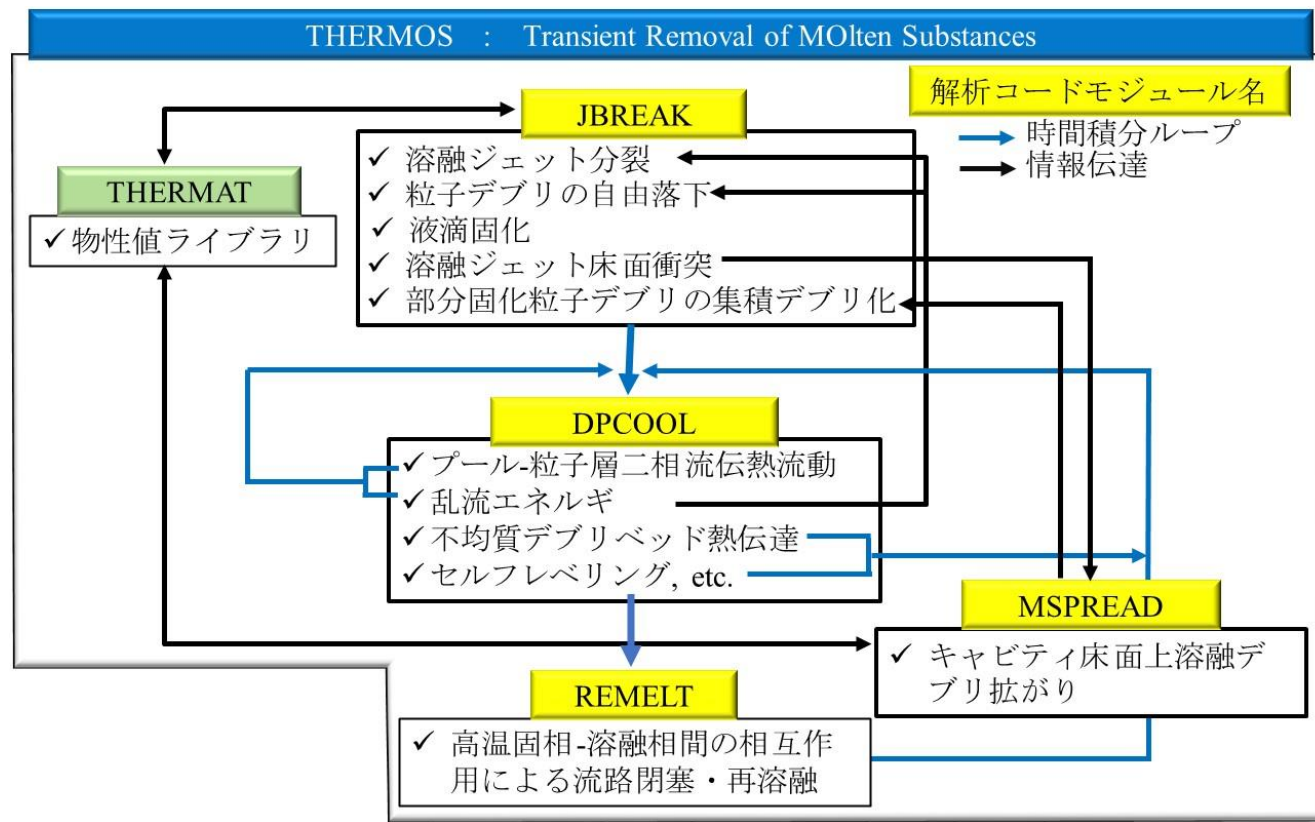 THERMOS : Transient Removal of MOlten Substances
解析コードモジュール名
時間積分ループ
情報伝達
JBREAK
✓ 溶融ジェット分裂
✓ 粒子デブリの自由落下
✓ 液滴固化
✓ 溶融ジェット床面衝突
✓ 部分固化粒子デブリの集積デブリ化
THERMAT
✓ 物性値ライブラリ
DPCOOL
✓ プール-粒子層二相流伝熱流動
✓ 乱流エネルギ
✓ 不均質デブリベッド熱伝達
✓ セルフレベリング, etc.
MSPREAD
✓ キャビティ床面上溶融デ
ブリ拡がり
REMELT
✓ 高温固相-溶融相間の相互作
用による流路閉塞・再溶融